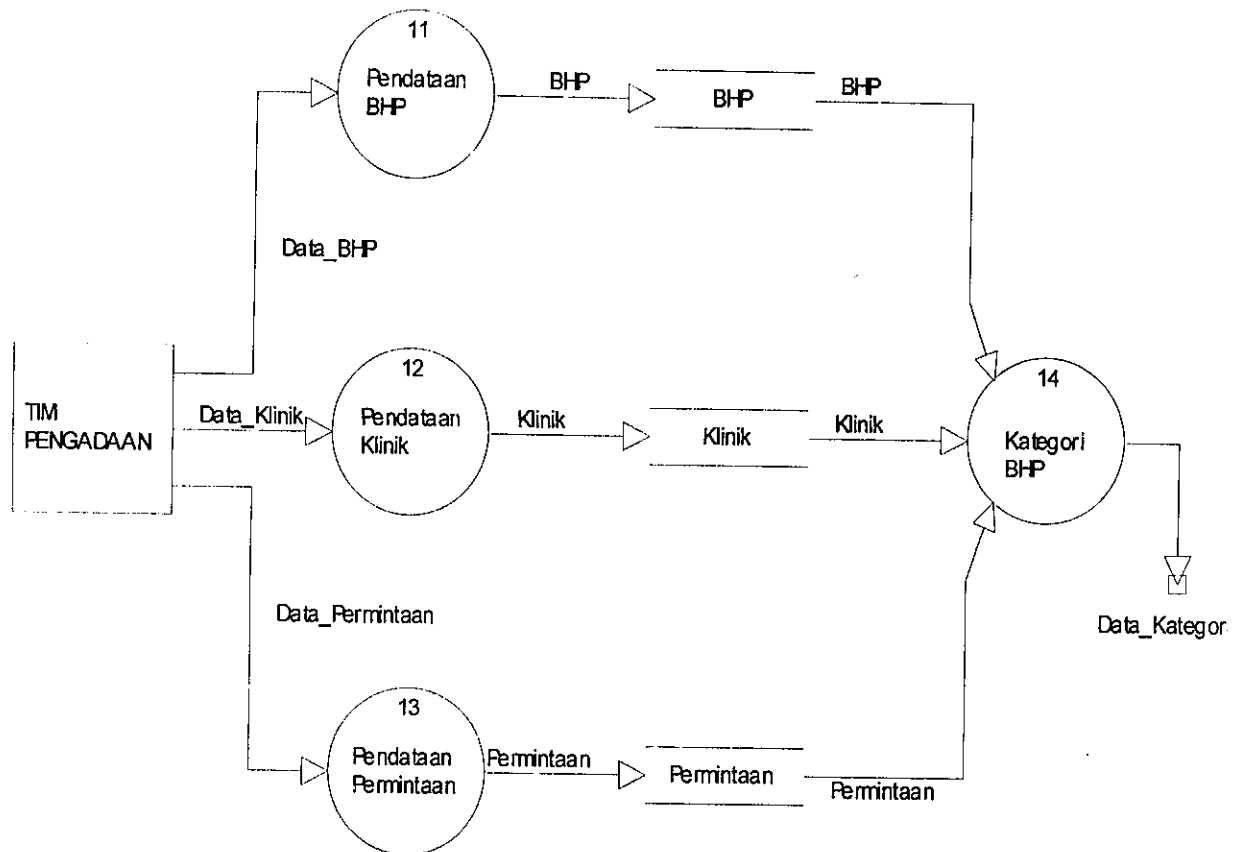 11
Pendataan
BHP
BHP
BHP
BHP
Data_BHP
TIM
PENGADAAN
Data_Klinik
12
Pendataan
Klinik
Klinik
Klinik
Klinik
14
Kategori
BHP
Data_Kategor
Data_Permintaan
13
Pendataan
Permintaan
Permintaan
Permintaan
Permintaan